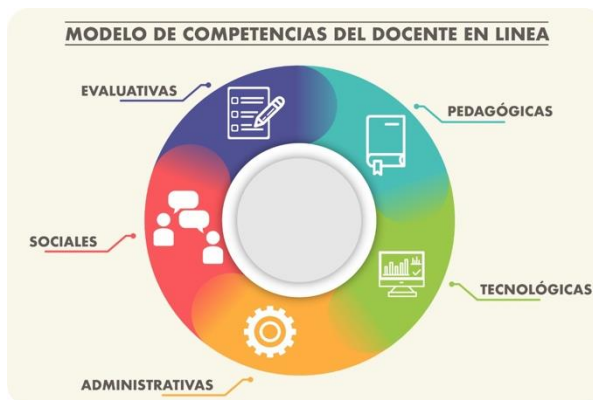 MODELO DE COMPETENCIAS DEL DOCENTE EN LINEA
EVALUATIVAS
PEDAGÓGICAS
SOCIALES
TECNOLÓGICAS
ADMINISTRATIVAS